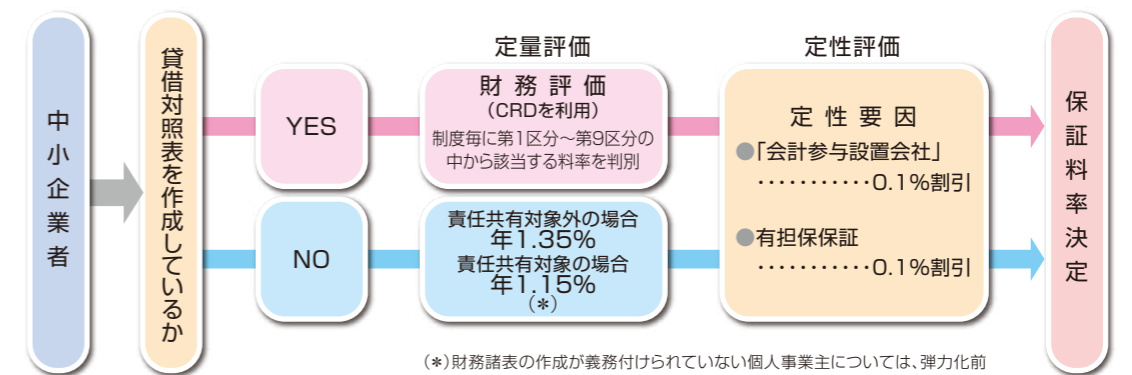 中小企業者
貸借対照表を作成しているか
YES
NO
定量評価
財務評価
（CRDを利用）
制度毎に第1区分～第9区分の
中から該当する料率を判別
責任共有対象外の場合
年1.35%
責任共有対象の場合
年1.15%
（＊）
定性評価
定性要因
●「会計参与設置会社」
‥‥‥‥‥‥0.1%割引
●有担保保証
‥‥‥‥‥‥0.1%割引
保証料率決定
（＊）財務諸表の作成が義務付けられていない個人事業主については、弾力化前